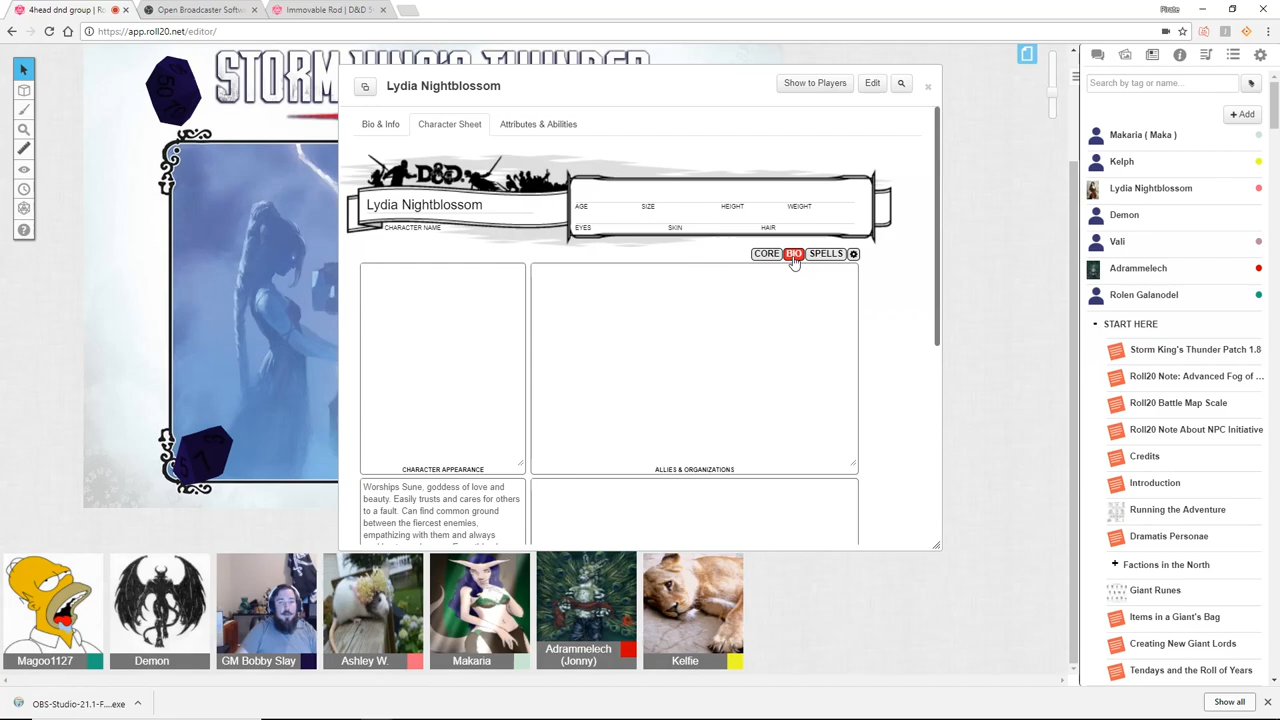 4head dnd group |
Open Broadcaster Softw
Immovable Rod | D&D 5
Pirate
https://app.roll20.net/editor/
Lydia Nightblossom
Show to Players
Edit
Bio & Info
Character Sheet
Attributes & Abilities
D&D
Lydia Nightblossom
CHARACTER NAME
AGE SIZE HEIGHT WEIGHT
EYES SKIN HAIR
CORE BIO SPELLS
CHARACTER APPEARANCE
ALLIES & ORGANIZATIONS
Worships Sune, goddess of love and
beauty. Easily trusts and cares for others
to a fault. Can find common ground
between the fiercest enemies,
empathizing with them and always
Search by tag or name...
+ Add
Makaria ( Maka )
Kelph
Lydia Nightblossom
Demon
Vali
Adrammelech
Rolen Galanodel
START HERE
Storm King's Thunder Patch 1.8
Roll20 Note: Advanced Fog of ...
Roll20 Battle Map Scale
Roll20 Note About NPC Initiative
Credits
Introduction
Running the Adventure
Dramatis Personae
Factions in the North
Giant Runes
Items in a Giant's Bag
Creating New Giant Lords
Tendays and the Roll of Years
Magoo1127
Demon
GM Bobby Slay
Ashley W.
Makaria
Adrammelech
(Jonny)
Kelfie
OBS-Studio-21.1-F....exe
Show all